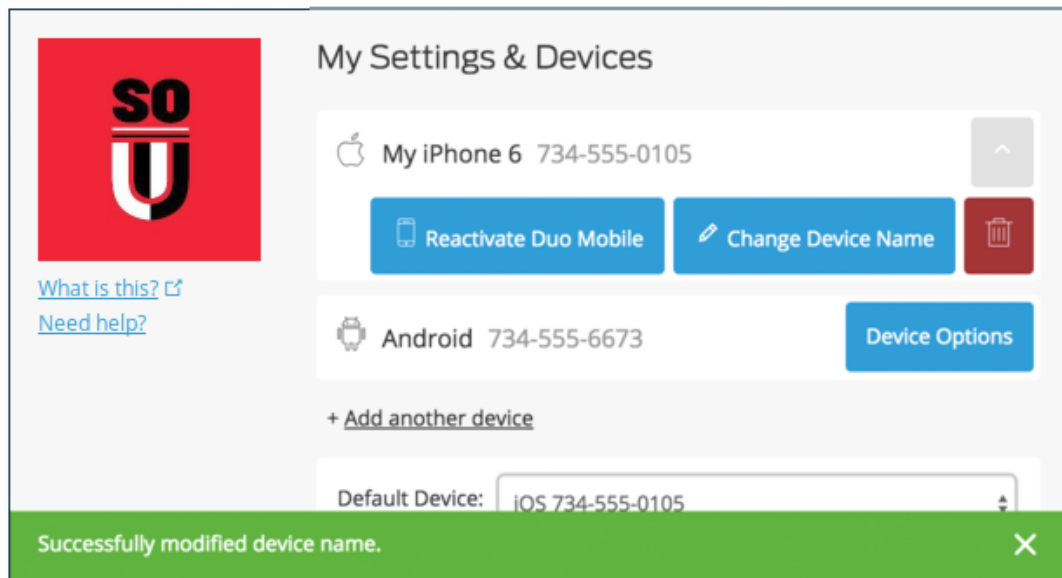 SO
U
What is this?
Need help?
My Settings & Devices
My iPhone 6 734-555-0105
Reactivate Duo Mobile
Change Device Name
Android 734-555-6673
Device Options
+ Add another device
Default Device: iOS 734-555-0105
Successfully modified device name.